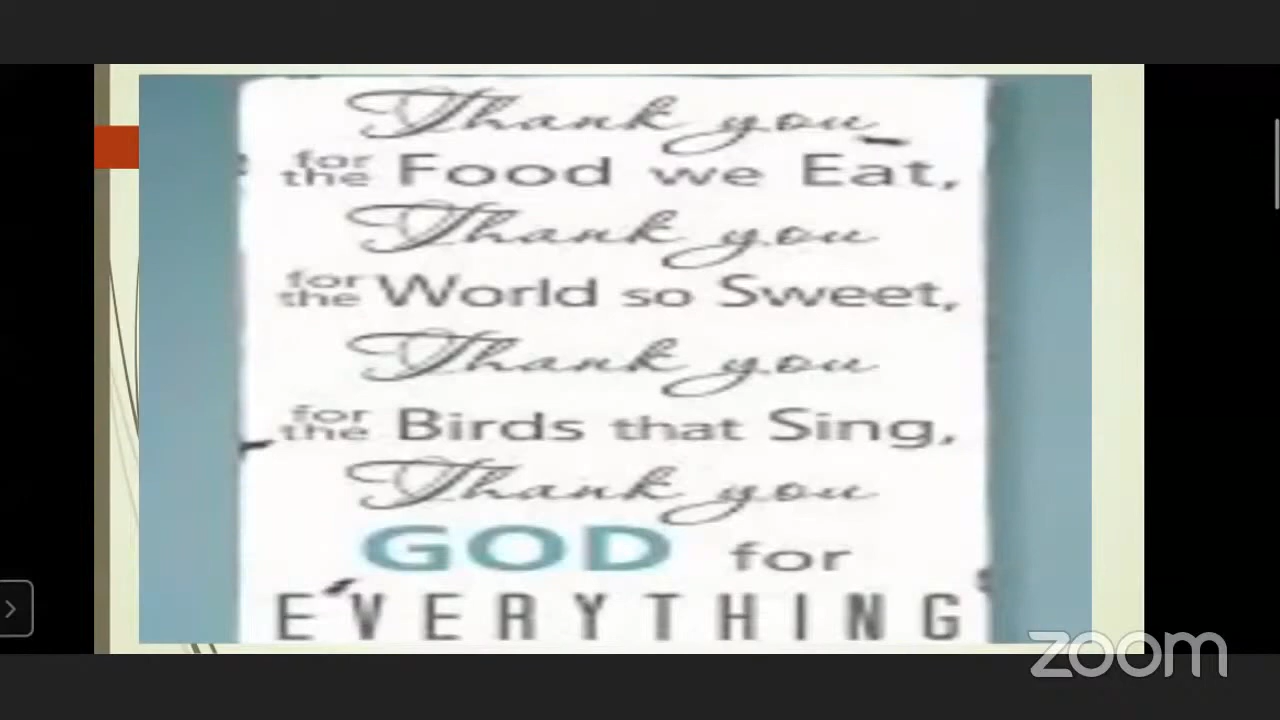 Thank you
for the Food we Eat,
Thank you
for the World so Sweet,
Thank you
for the Birds that Sing,
Thank you
GOD for
EVERYTHING
zoom